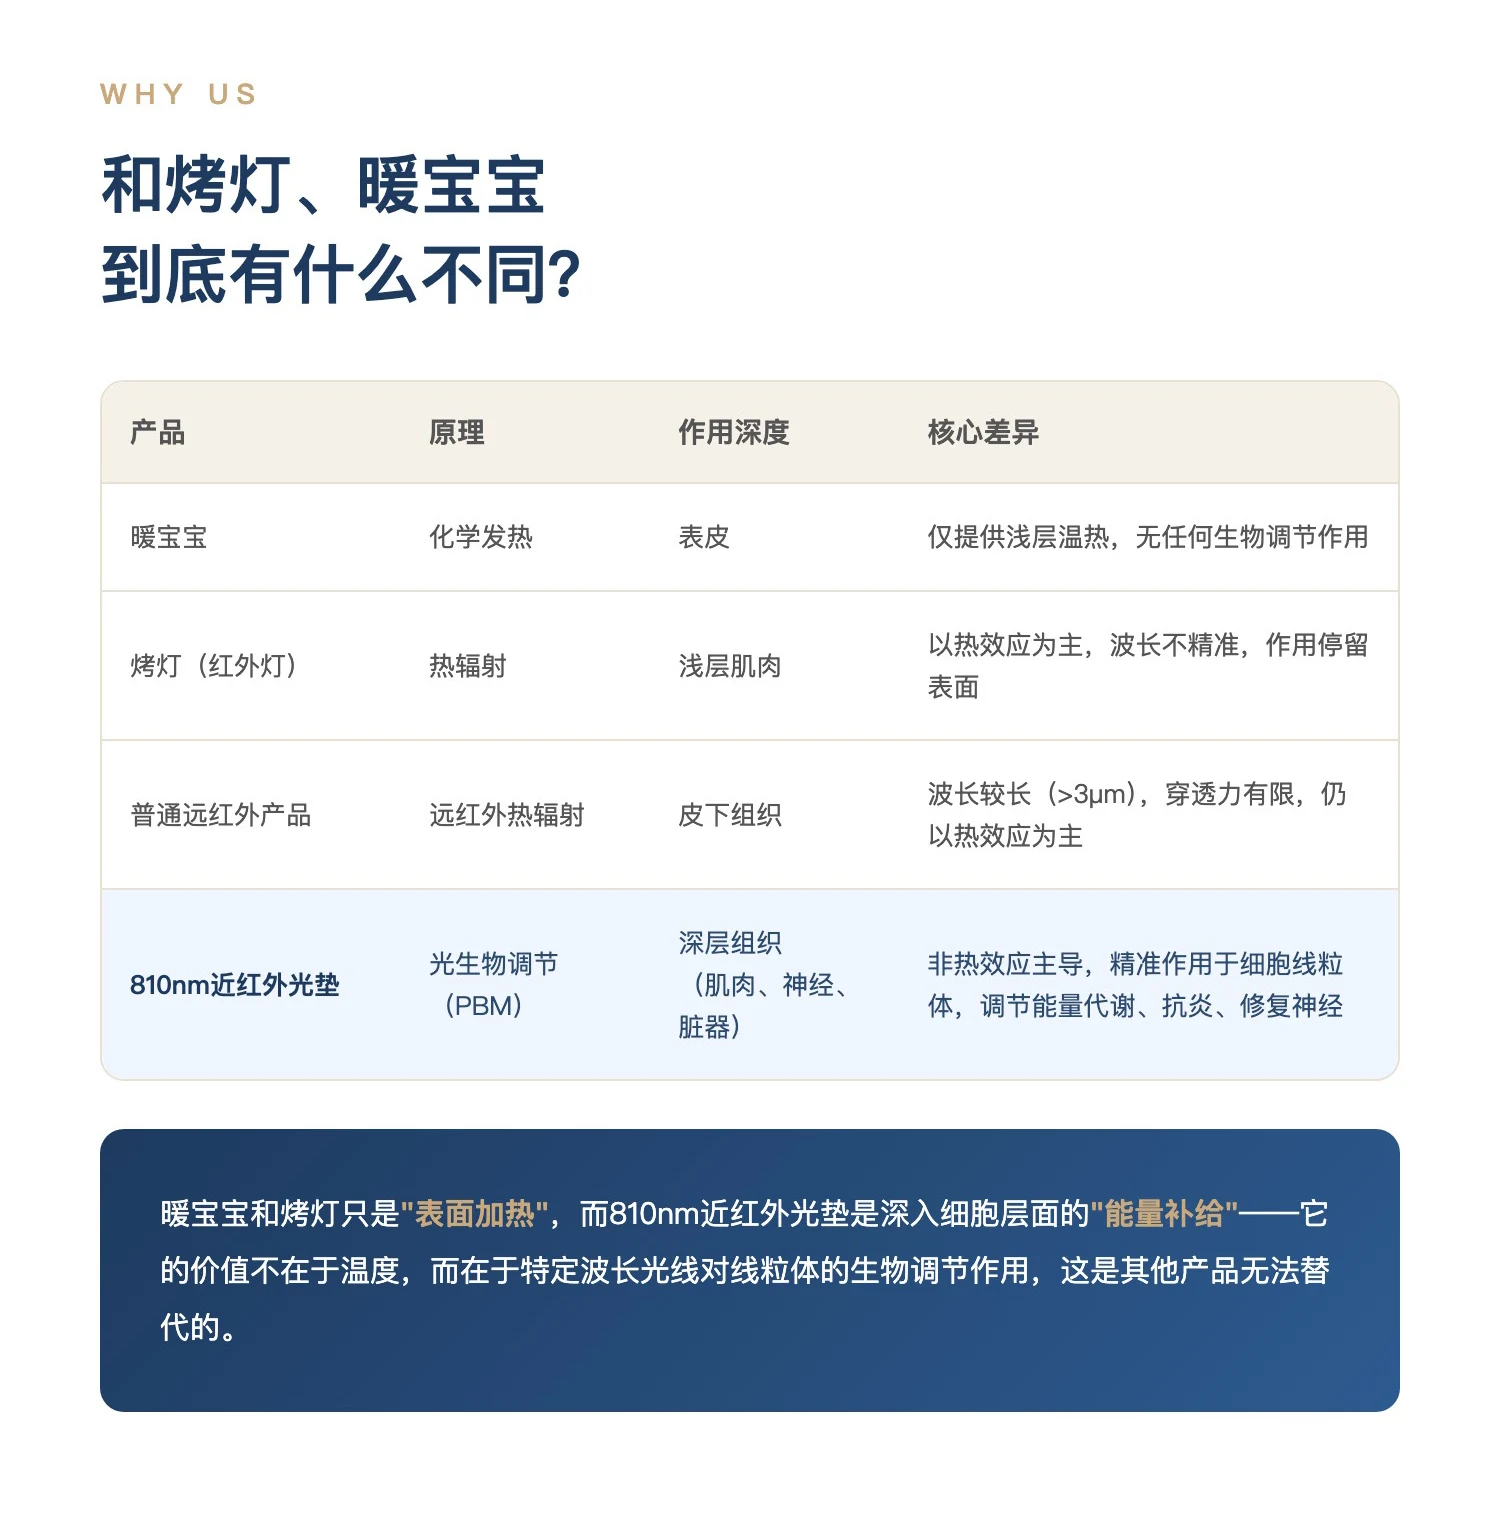 WHY US
和烤灯、暖宝宝
到底有什么不同?
产品 原理 作用深度 核心差异
暖宝宝 化学发热 表皮 仅提供浅层温热，无任何生物调节作用
烤灯（红外灯） 热辐射 浅层肌肉 以热效应为主，波长不精准，作用停留
表面
普通远红外产品 远红外热辐射 皮下组织 波长较长（>3μm），穿透力有限，仍
以热效应为主
810nm近红外光垫 光生物调节
（PBM） 深层组织
（肌肉、神经、
脏器） 非热效应主导，精准作用于细胞线粒
体，调节能量代谢、抗炎、修复神经
暖宝宝和烤灯只是"表面加热"，而810nm近红外光垫是深入细胞层面的"能量补给"——它
的价值不在于温度，而在于特定波长光线对线粒体的生物调节作用，这是其他产品无法替
代的。